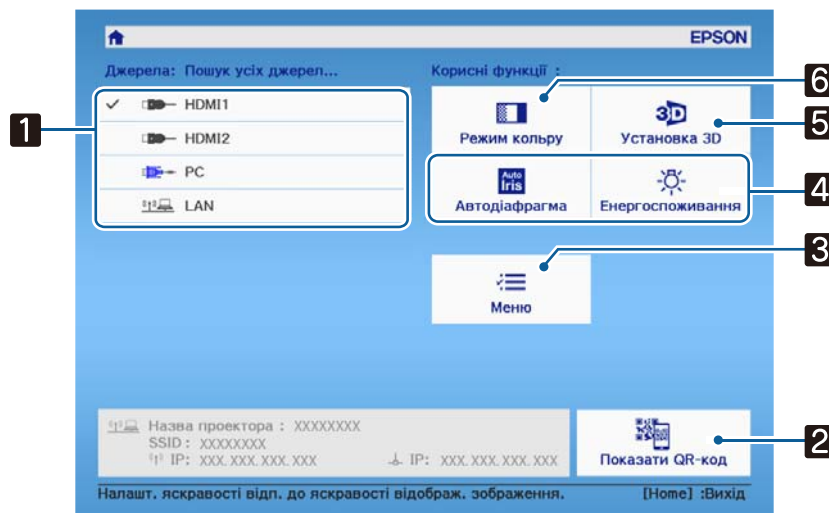 EPSON
Джерела: Пошук усіх джерел...
Корисні функції :
1
HDMI1
HDMI2
PC
LAN
6
Режим кольру
3D
Установка 3D
5
Auto
Iris
Автодіафрагма
Енергоспоживання
4
3
Меню
Назва проектора : XXXXXXXX
SSID : XXXXXXXX
IP: XXX. XXX. XXX. XXX
IP: XXX. XXX. XXX. XXX
Показати QR-код
2
Налашт. яскравості відп. до яскравості відображ. зображення.
[Home] :Вихід